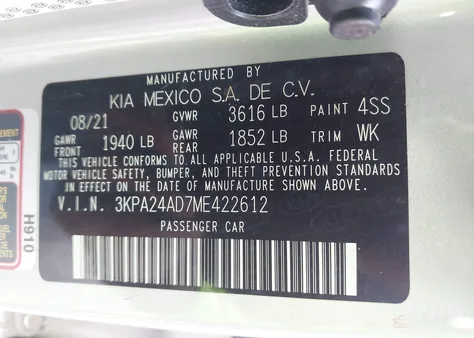 MANUFACTURED BY
KIA MEXICO S.A. DE C.V.
08/21 GVWR 3616 LB PAINT 4SS
GAWR FRONT 1940 LB GAWR REAR 1852 LB TRIM WK
THIS VEHICLE CONFORMS TO ALL APPLICABLE U.S.A. FEDERAL
MOTOR VEHICLE SAFETY, BUMPER, AND THEFT PREVENTION
STANDARDS IN EFFECT ON THE DATE OF MANUFACTURE SHOWN ABOVE.
V.I.N. 3KPA24AD7ME422612
PASSENGER CAR
H910